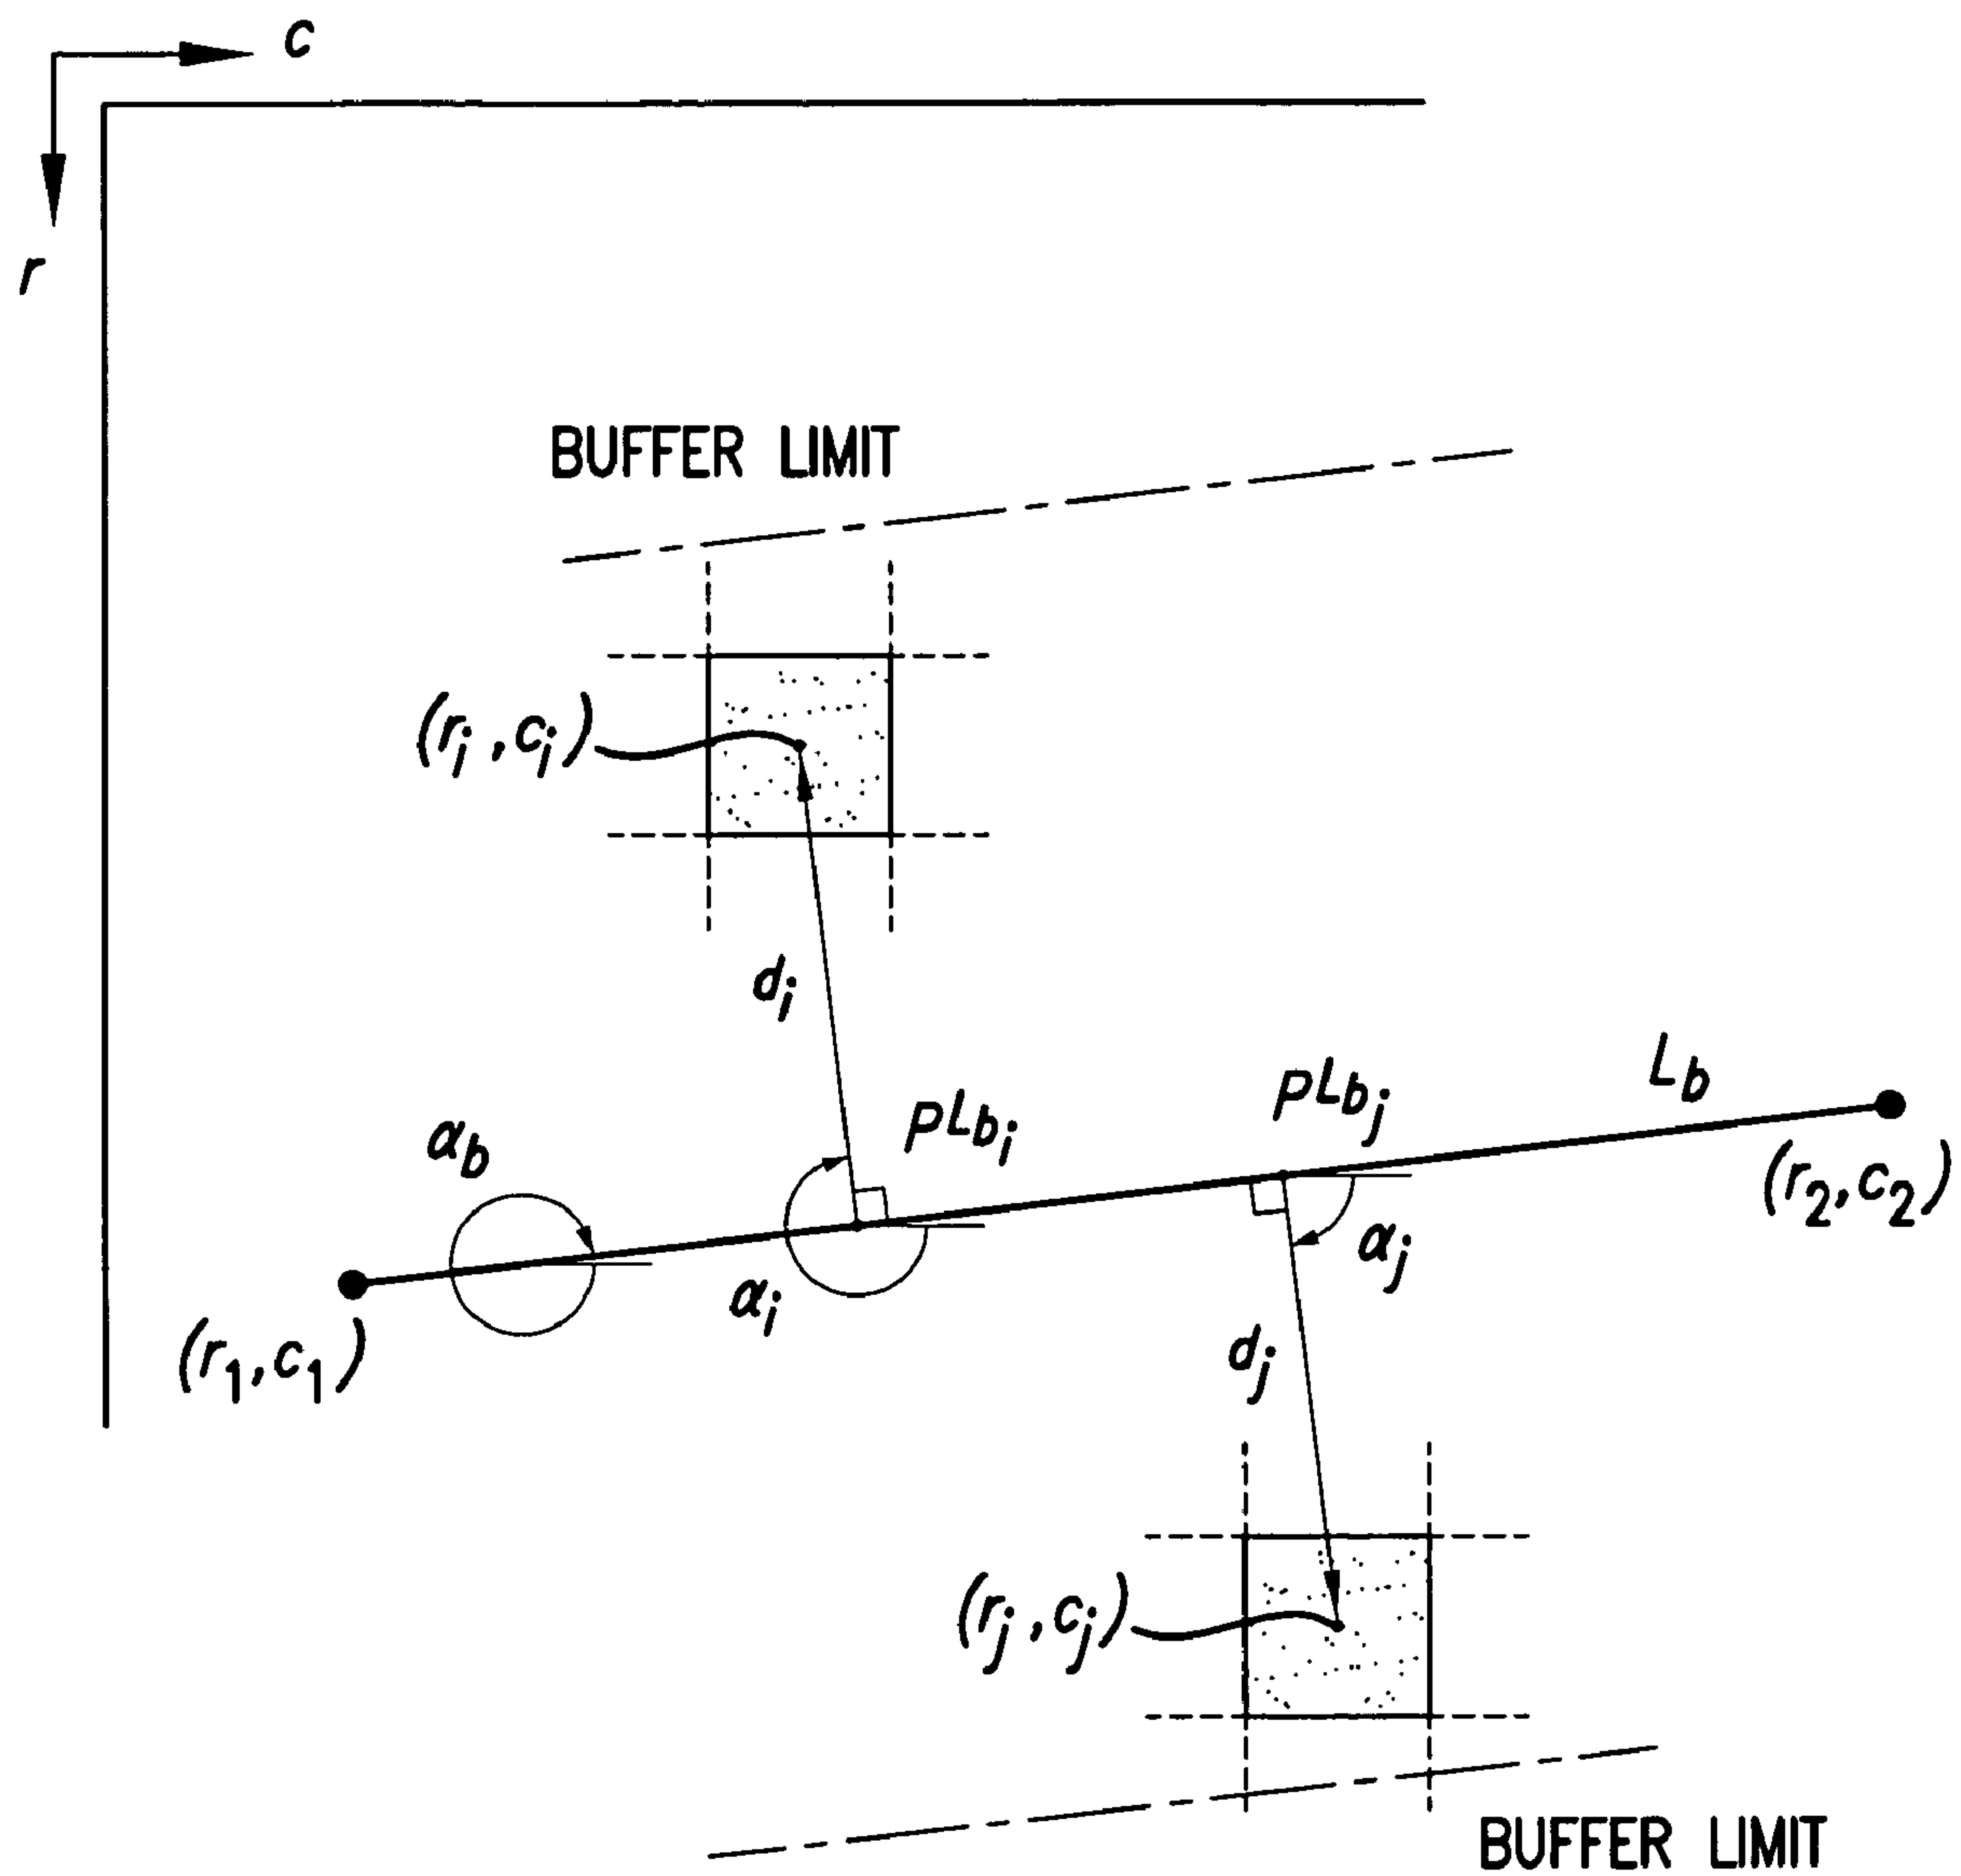 c
r
BUFFER LIMIT
(ri, ci)
di
pLbi
pLbj
Lb
αb
(r2, c2)
αj
αi
(r1, c1)
dj
(rj, cj)
BUFFER LIMIT